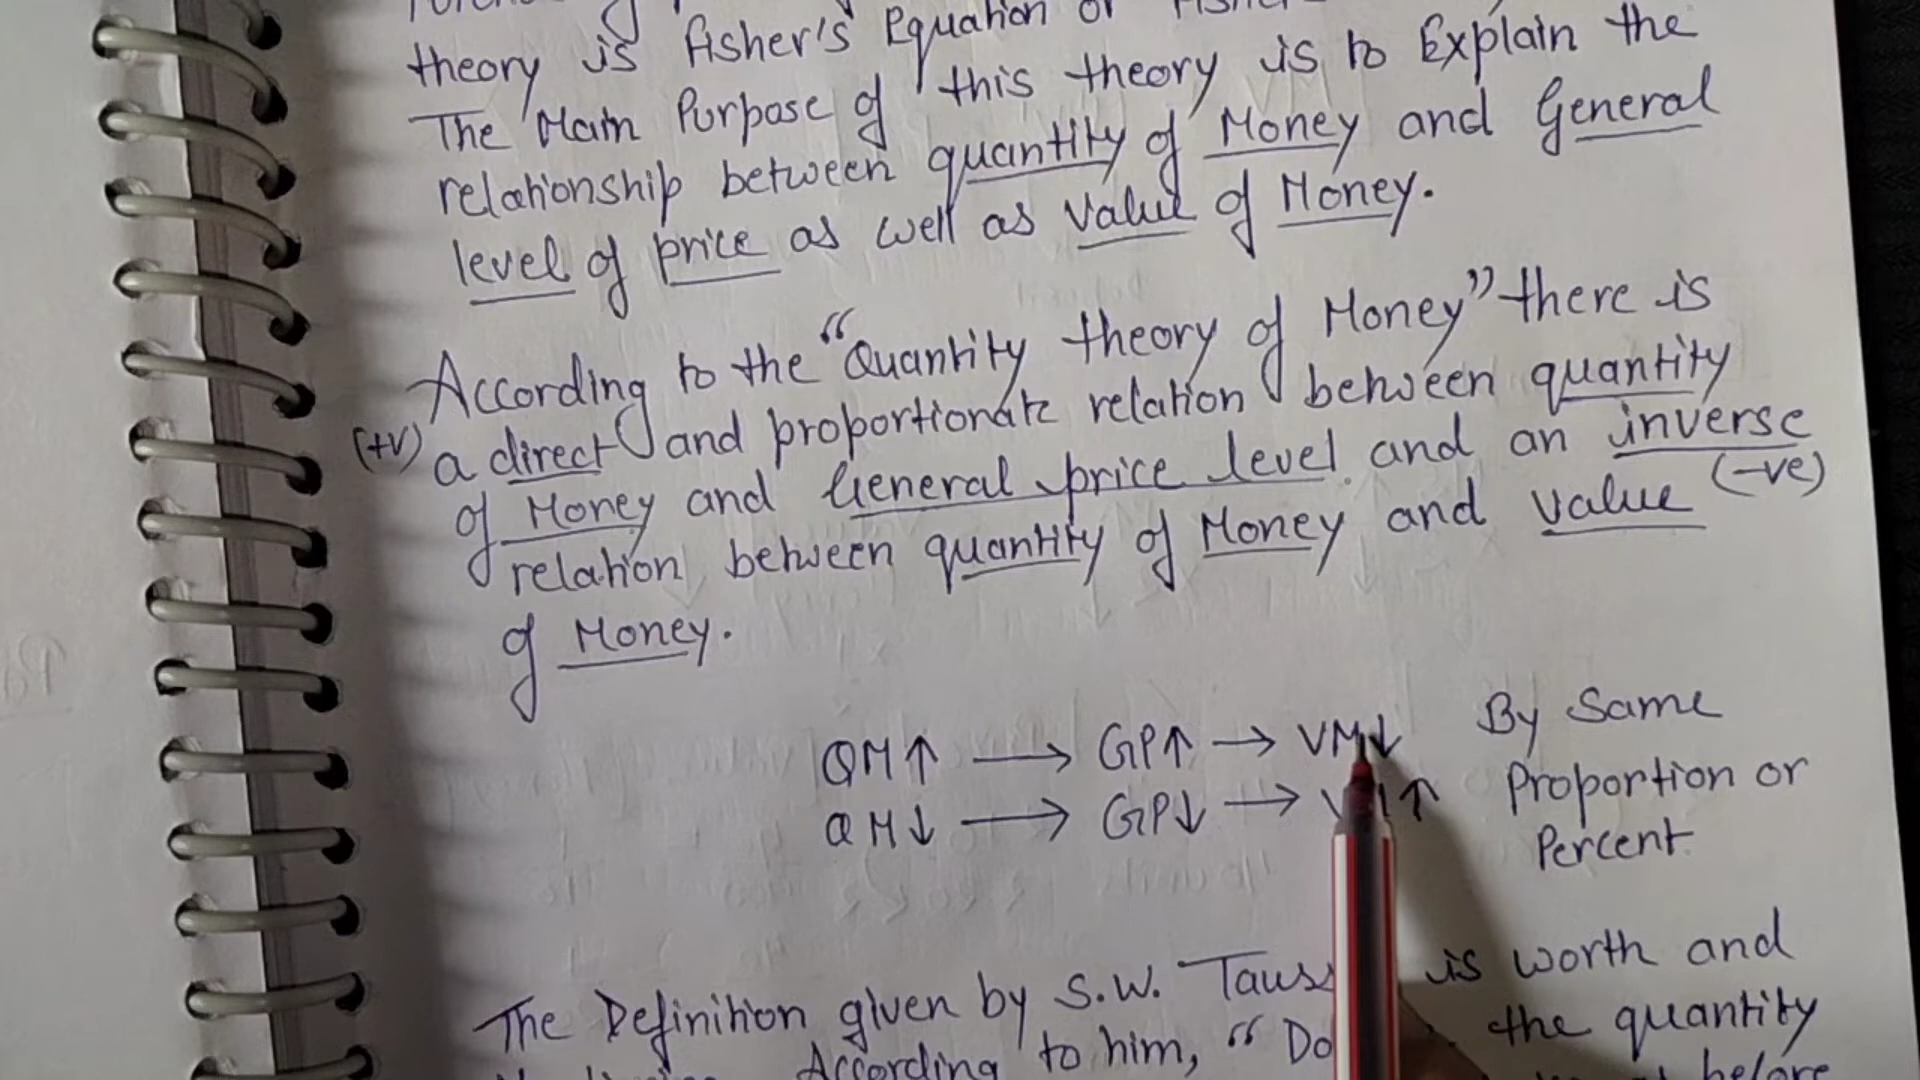 theory is fisher's Equation or
The Main Purpose of this theory is to Explain the
relationship between quantity of Money and General
level of price as well as value of Money.
According to the "Quantity theory of Money" there is
(+v) a direct and proportionate relation between quantity
of Money and General price level and an inverse (-ve)
relation between quantity of Money and value
of Money.
QM↑ → GP↑ → VM↓ By Same
QM↓ → GP↓ → ↑ Proportion or
Percent
The Definition given by S.W. is worth and
According to him, " the quantity
before